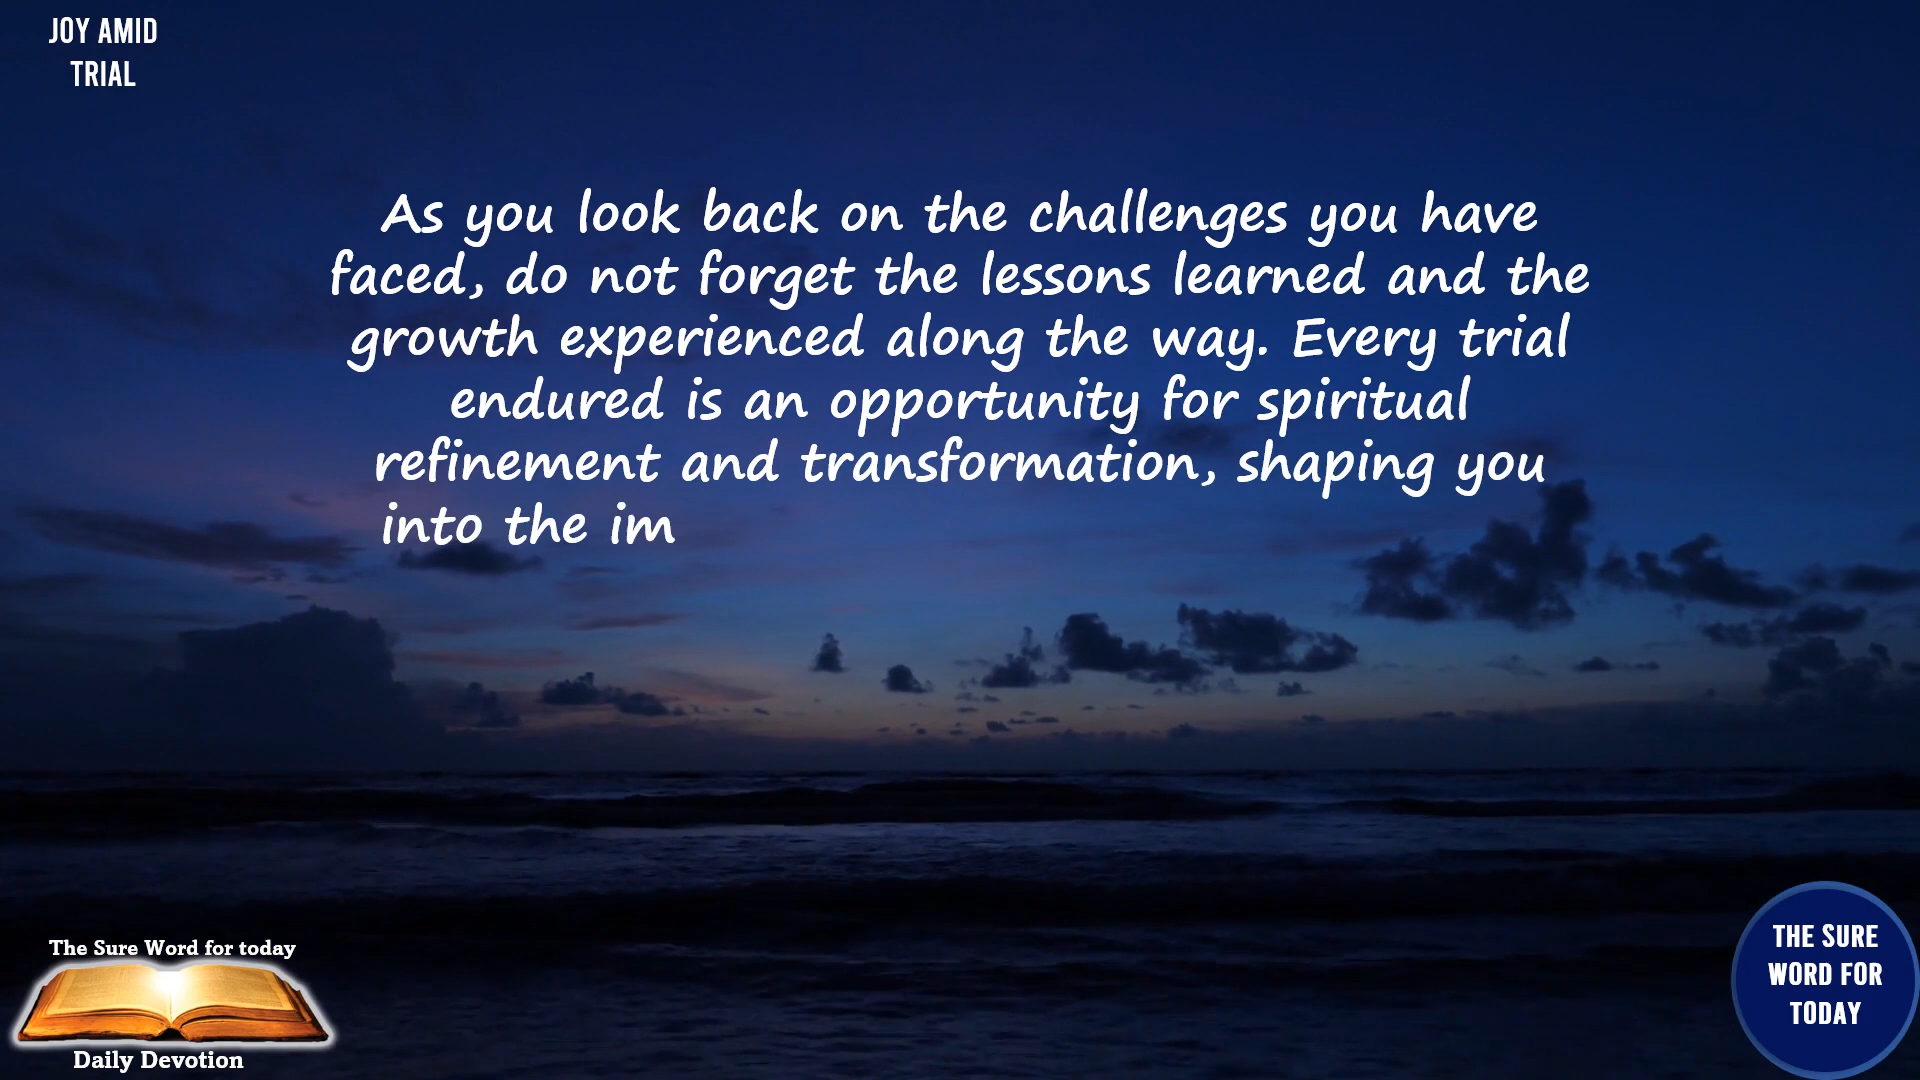 JOY AMID
TRIAL
As you look back on the challenges you have
faced, do not forget the lessons learned and the
growth experienced along the way. Every trial
endured is an opportunity for spiritual
refinement and transformation, shaping you
into the im
The Sure Word for today
Daily Devotion
THE SURE
WORD FOR
TODAY